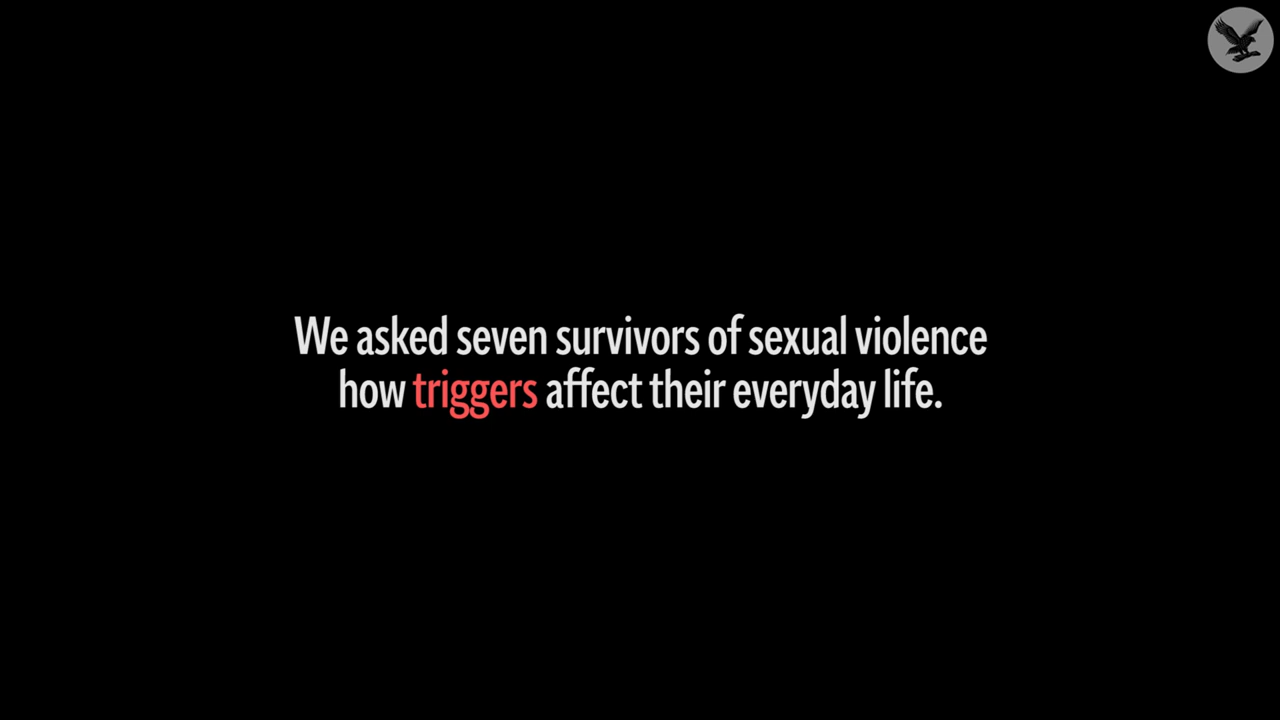 We asked seven survivors of sexual violence
how triggers affect their everyday life.